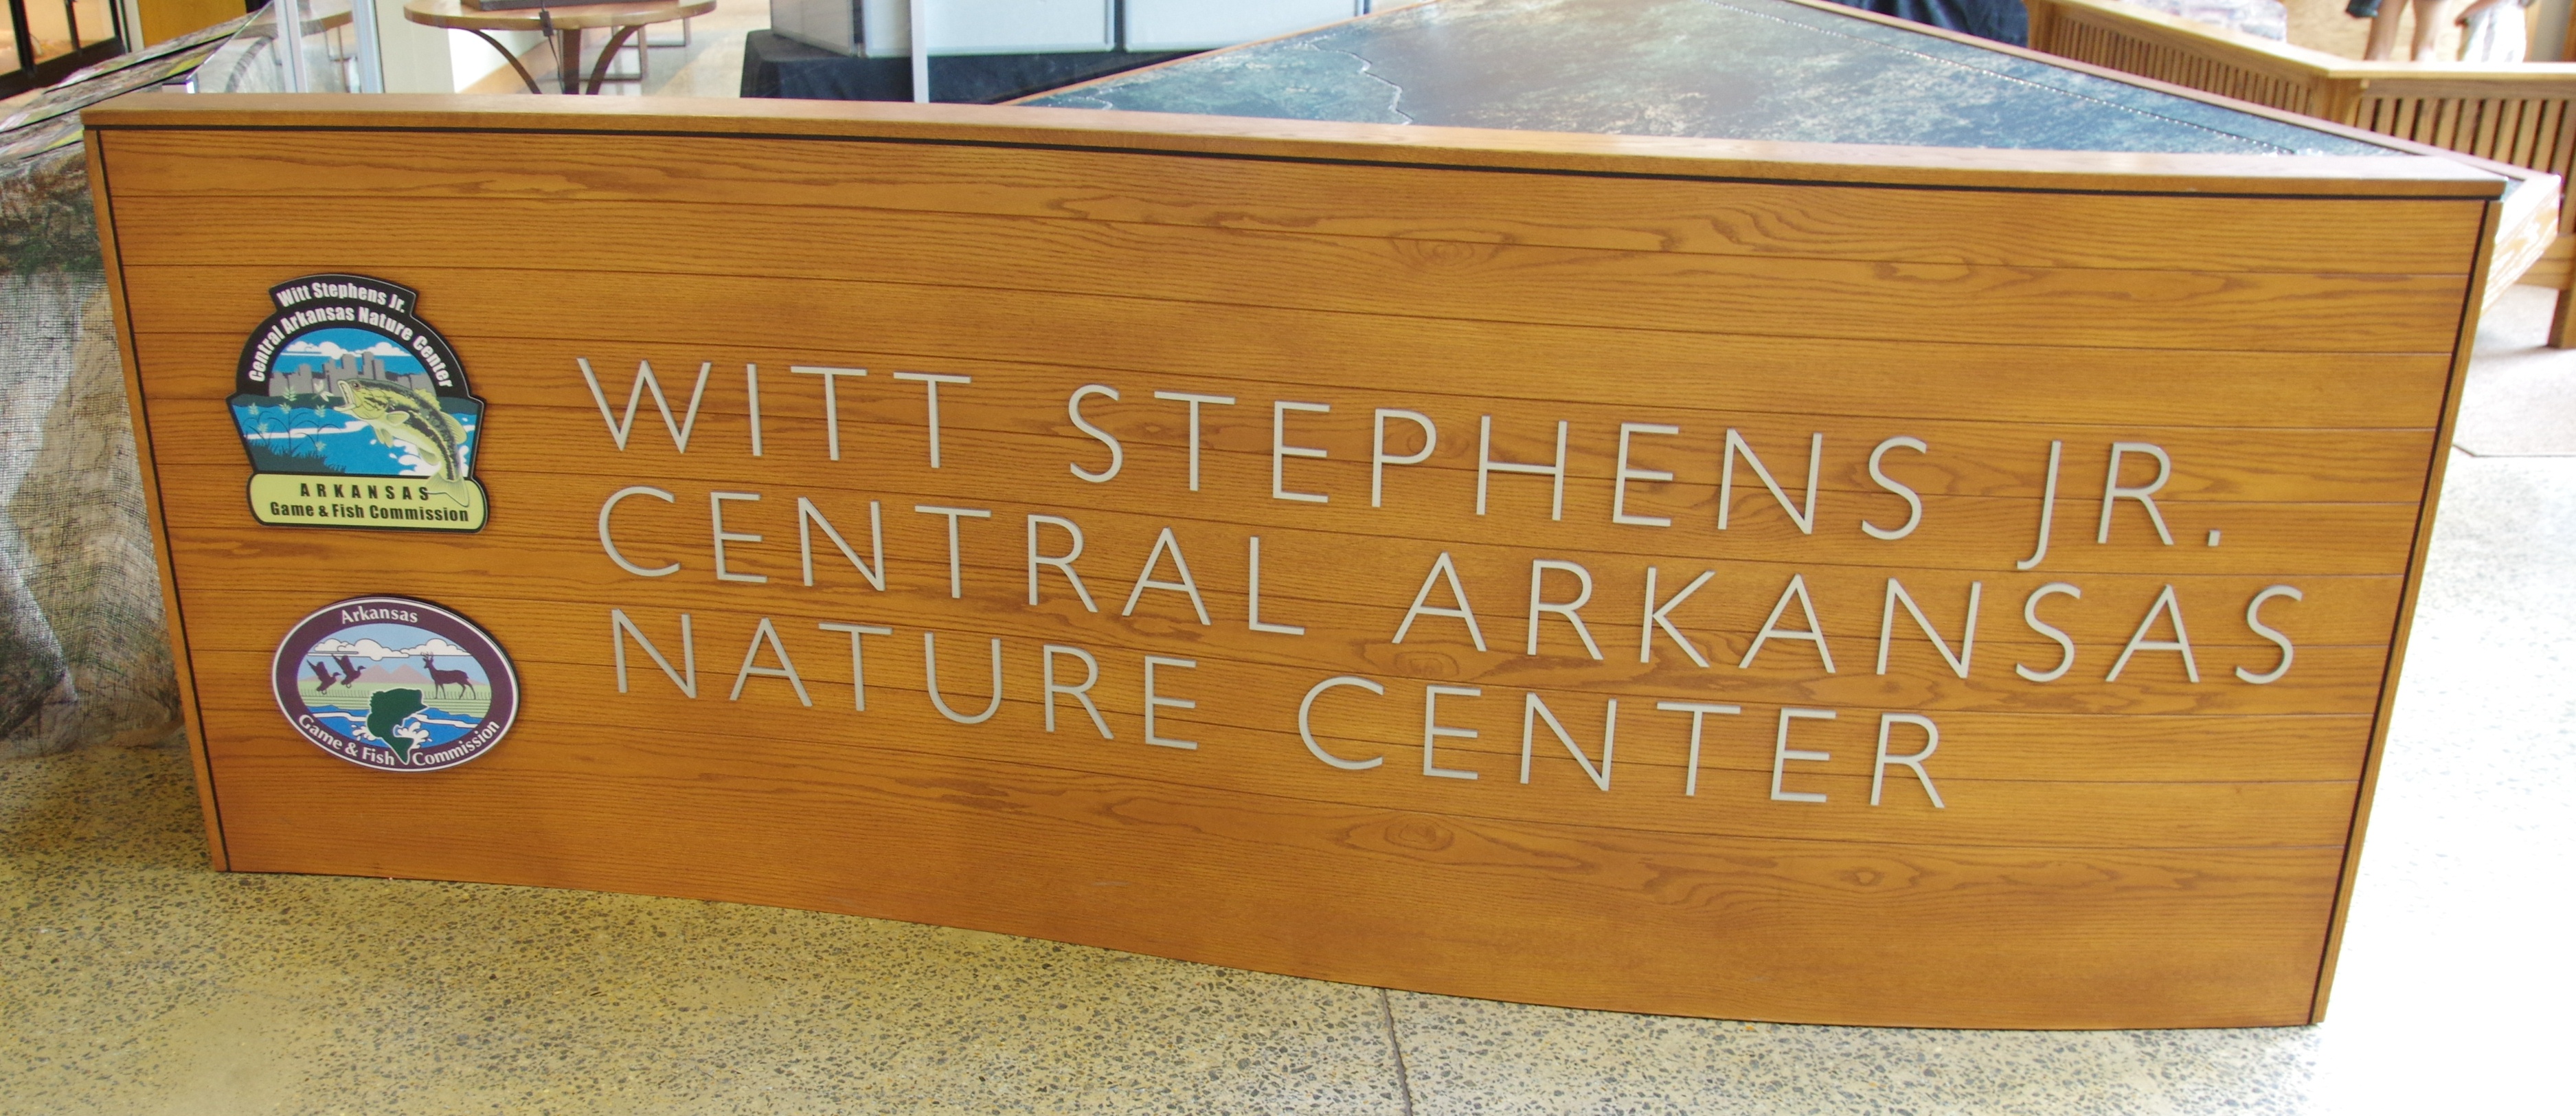 Witt Stephens Jr.
Central Arkansas Nature Center
ARKANSAS
Game & Fish Commission
Arkansas
Game & Fish Commission
WITT STEPHENS JR.
CENTRAL ARKANSAS
NATURE CENTER